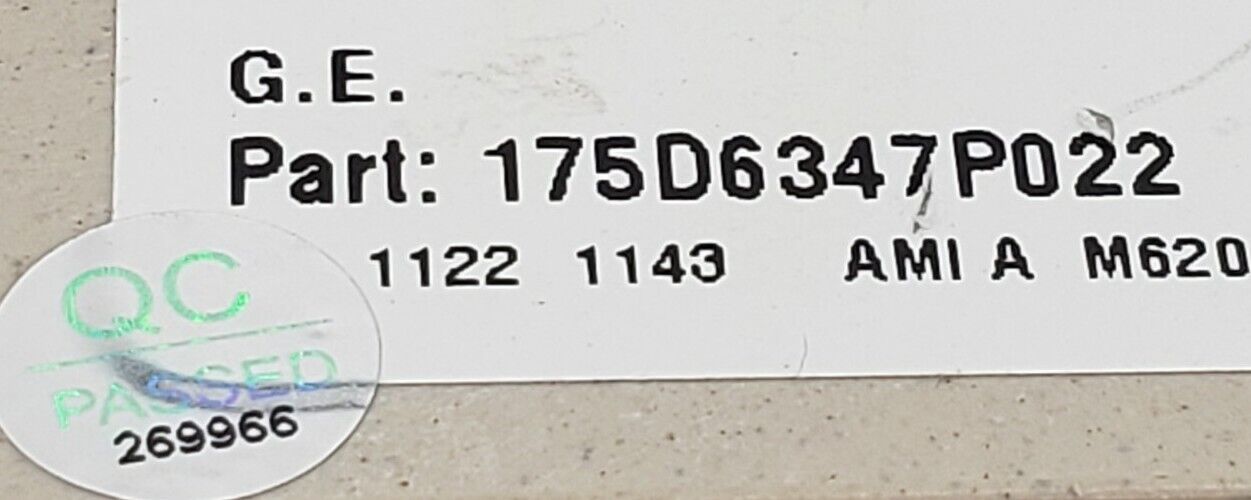 G.E.
Part: 175D6347P022
1122 1143 AMI A M620
QC
PASSED
269966